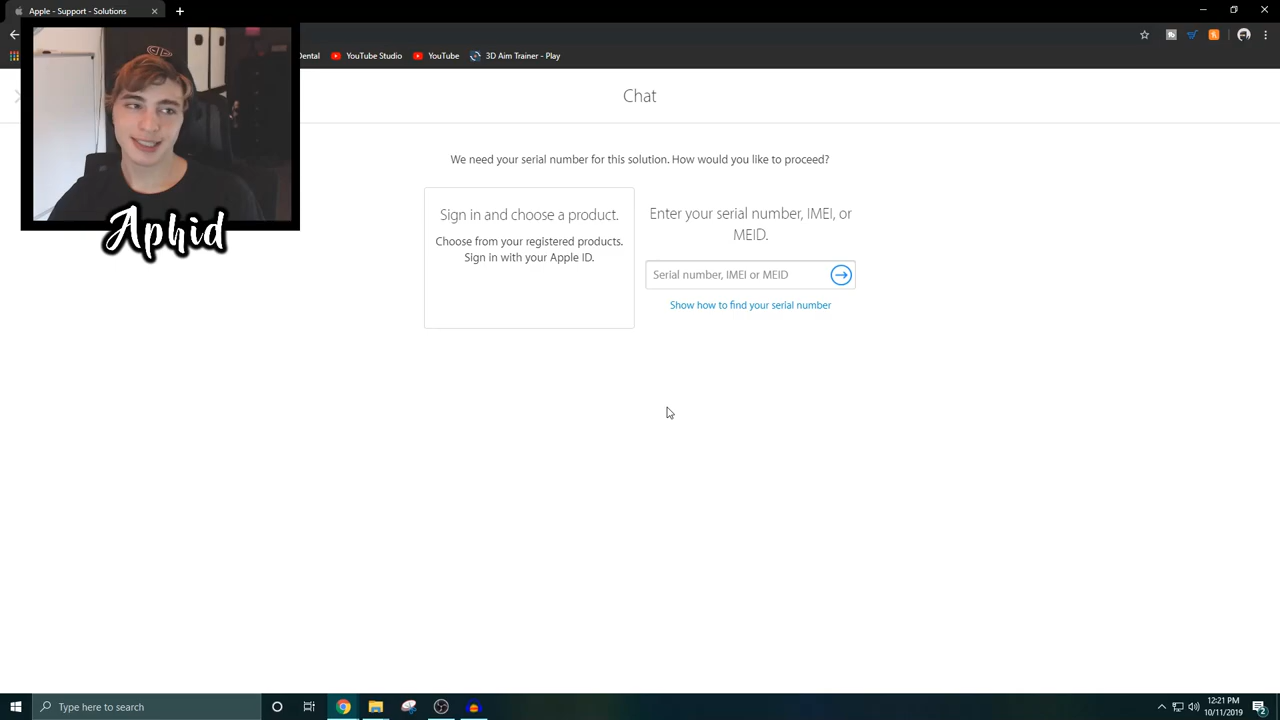 Apple - Support - Solutions
Dental
YouTube Studio
YouTube
3D Aim Trainer - Play
Aphid
Chat
We need your serial number for this solution. How would you like to proceed?
Sign in and choose a product.
Choose from your registered products.
Sign in with your Apple ID.
Enter your serial number, IMEI, or
MEID.
Serial number, IMEI or MEID
Show how to find your serial number
Type here to search
12:21 PM
10/11/2019
2